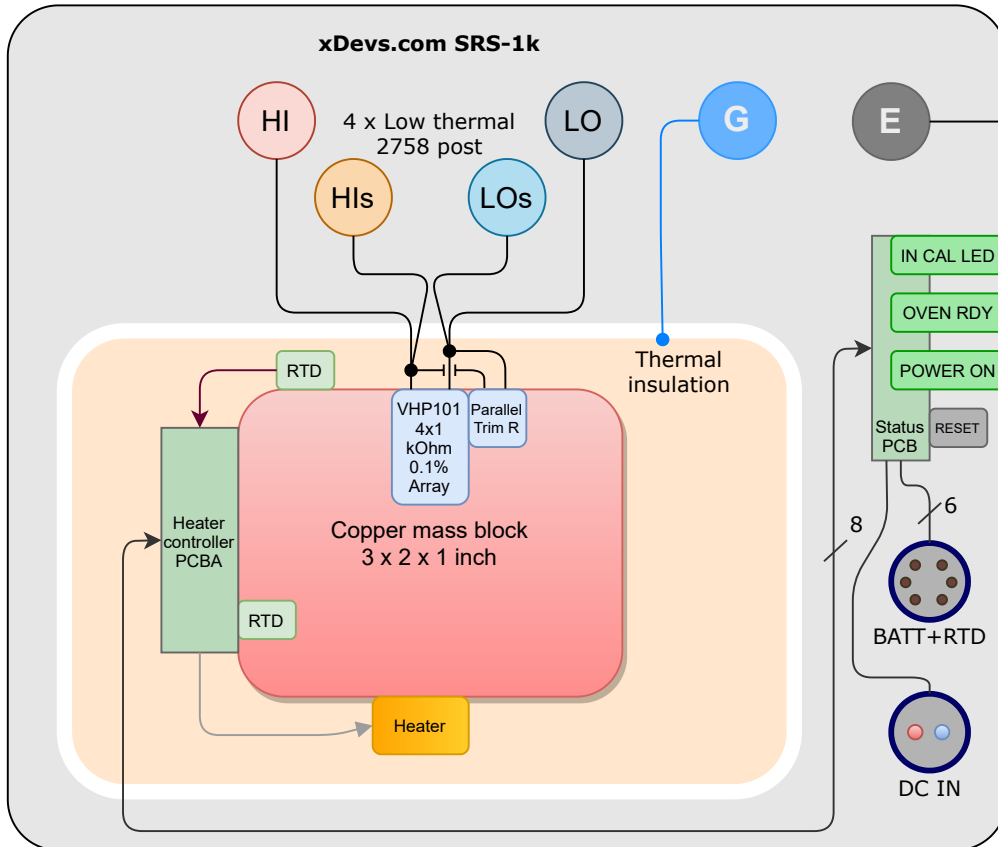 xDevs.com SRS-1k
HI
4 x Low thermal
2758 post
LO
G
E
HIs
LOs
IN CAL LED
OVEN RDY
POWER ON
Status
PCB
RESET
Thermal
insulation
RTD
VHP101
4x1
kOhm
0.1%
Array
Parallel
Trim R
Heater
controller
PCBA
Copper mass block
3 x 2 x 1 inch
RTD
Heater
8
6
BATT+RTD
DC IN